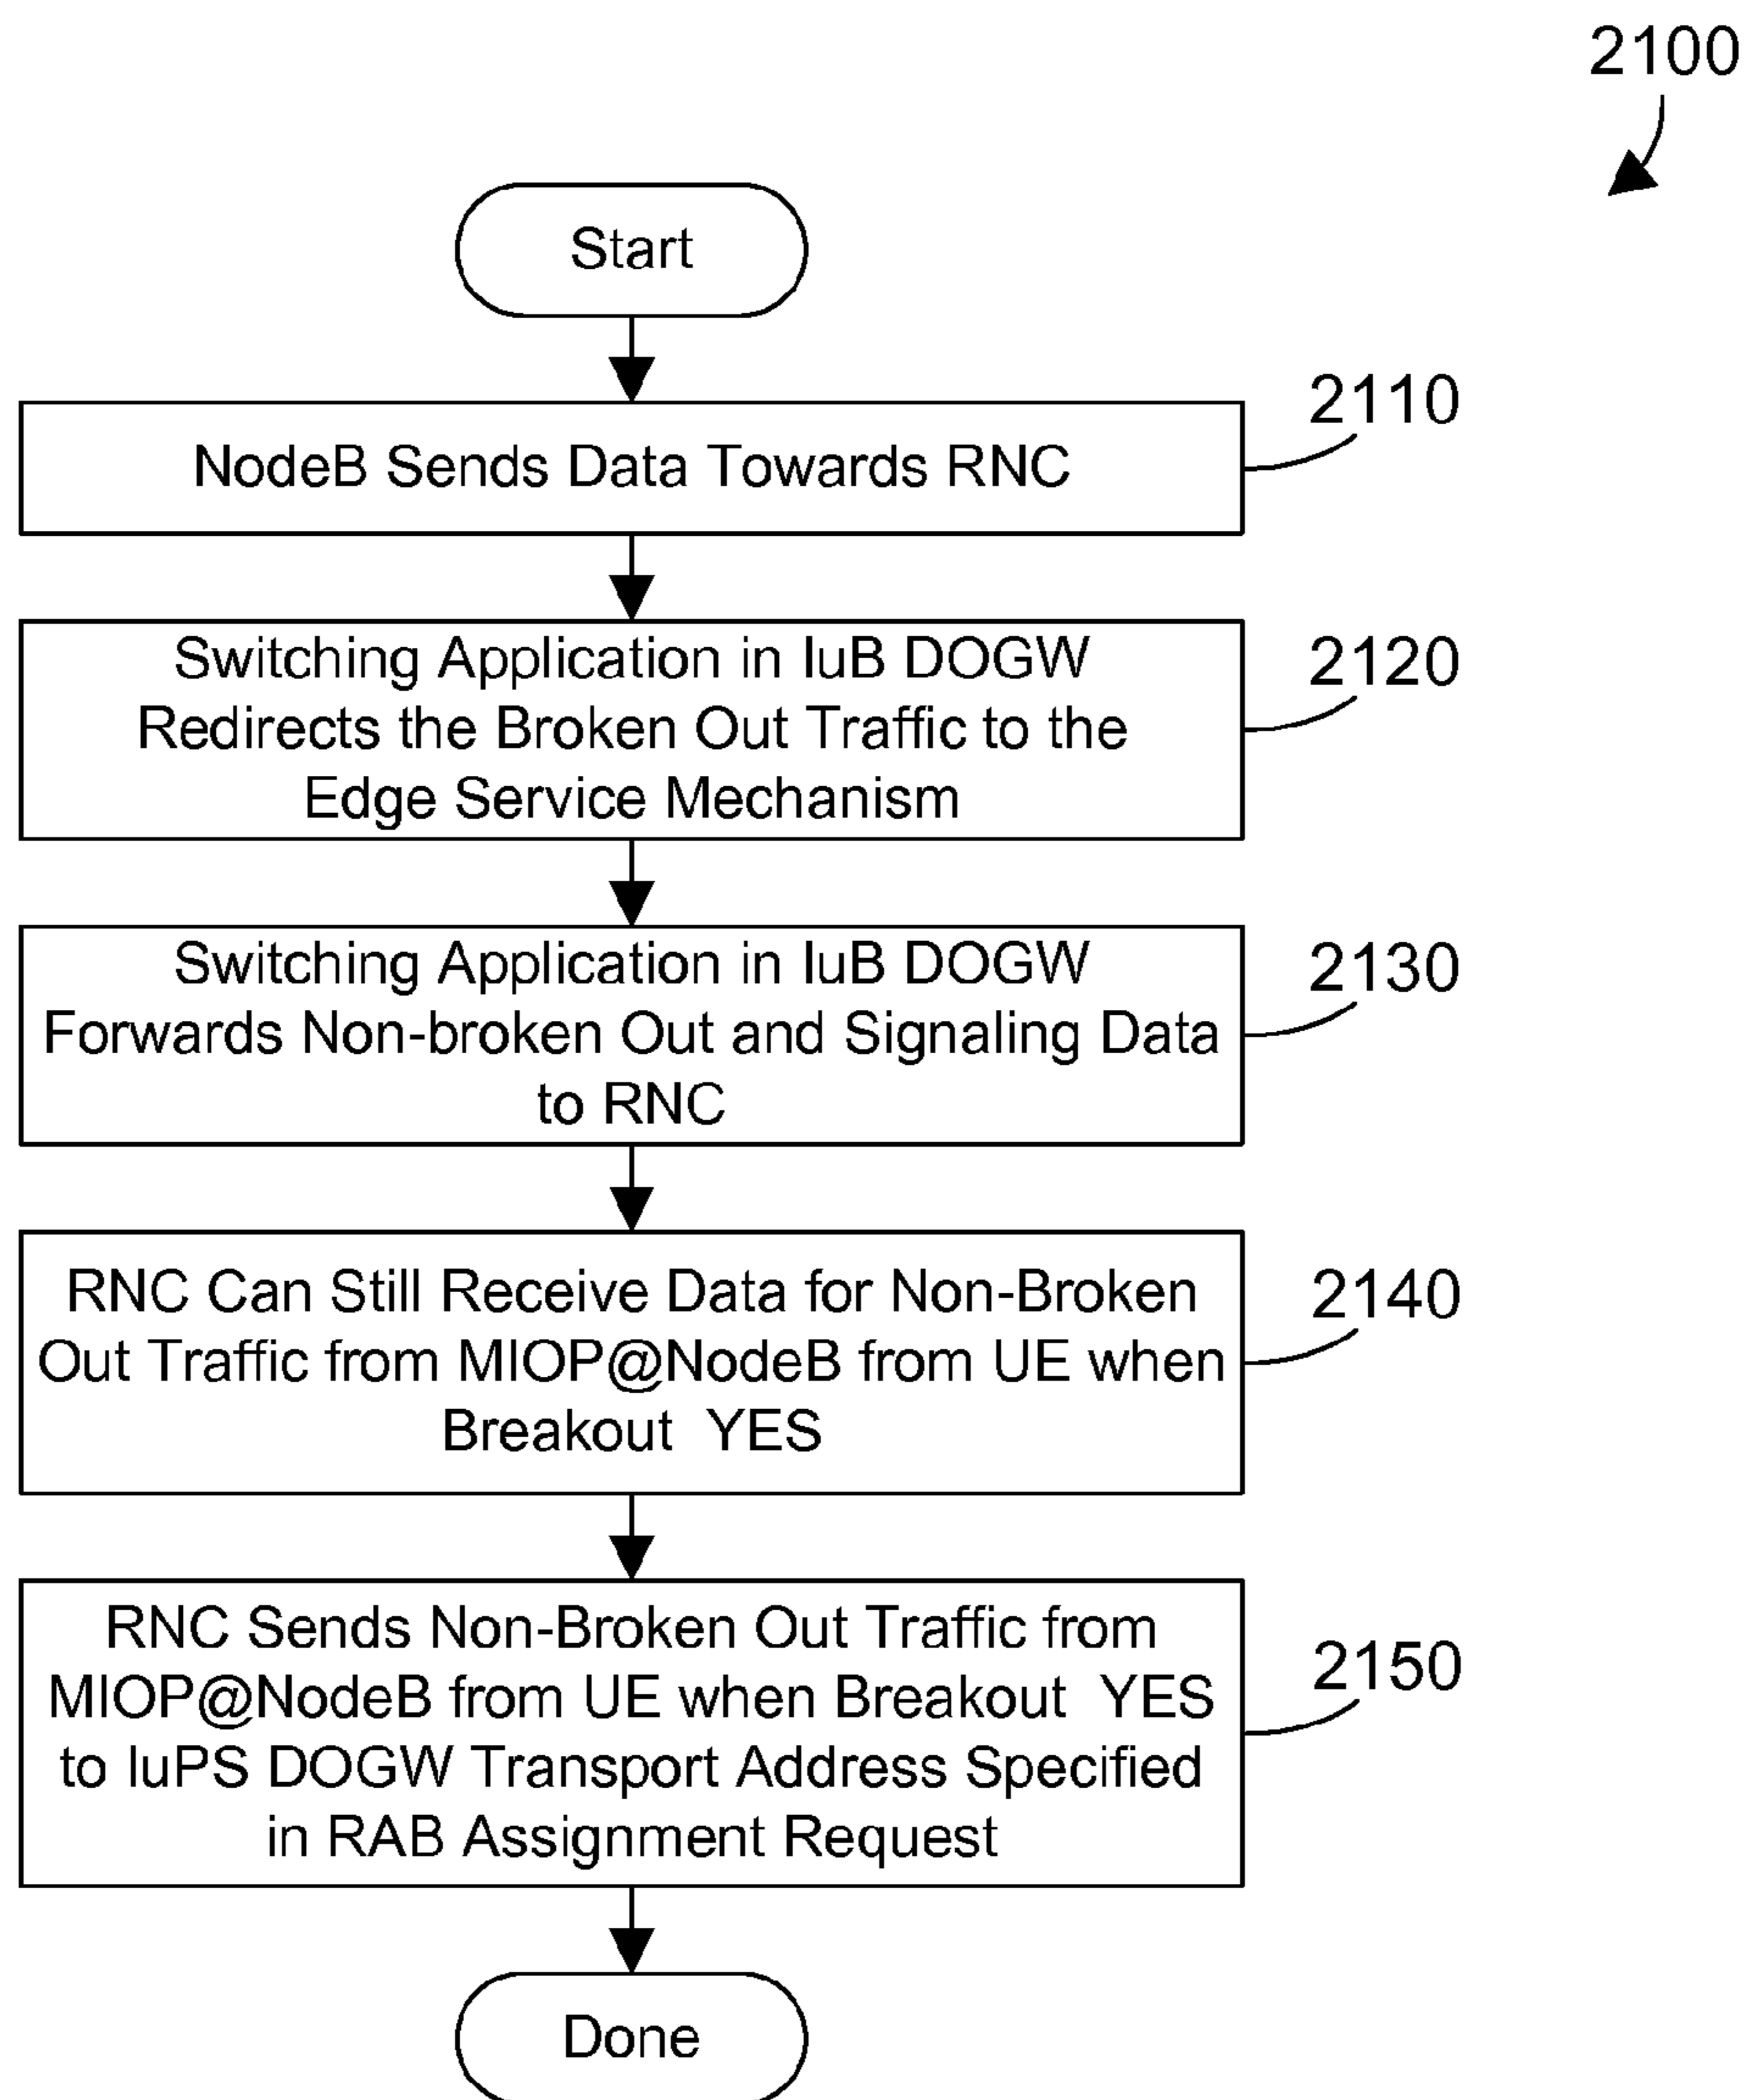 2100
Start
NodeB Sends Data Towards RNC
2110
Switching Application in IuB DOGW
Redirects the Broken Out Traffic to the
Edge Service Mechanism
2120
Switching Application in IuB DOGW
Forwards Non-broken Out and Signaling Data
to RNC
2130
RNC Can Still Receive Data for Non-Broken
Out Traffic from MIOP@NodeB from UE when
Breakout YES
2140
RNC Sends Non-Broken Out Traffic from
MIOP@NodeB from UE when Breakout YES
to IuPS DOGW Transport Address Specified
in RAB Assignment Request
2150
Done